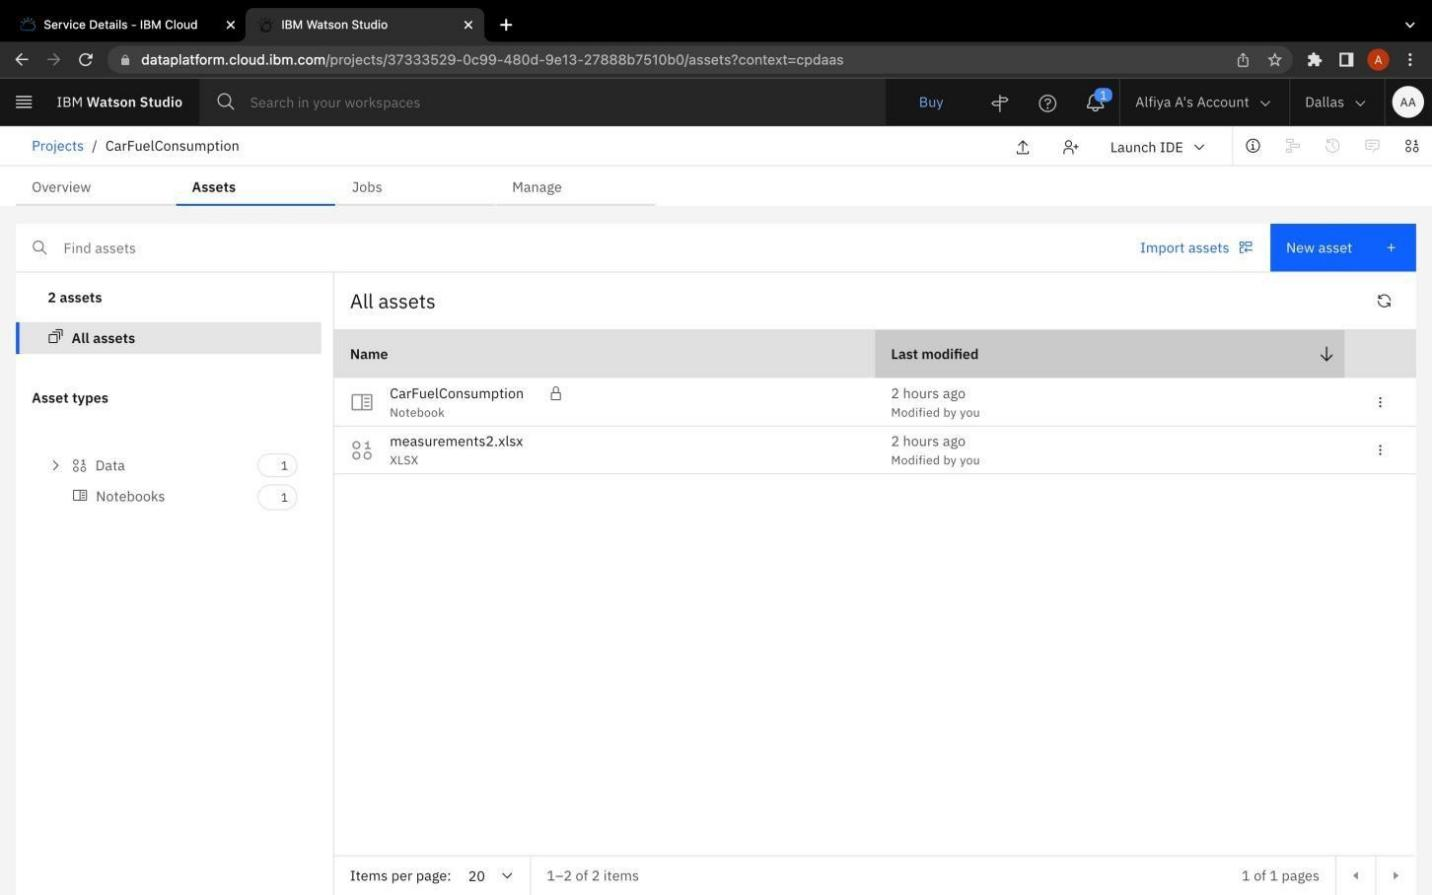 Service Details - IBM Cloud
IBM Watson Studio
dataplatform.cloud.ibm.com/projects/37333529-0c99-480d-9e13-27888b7510b0/assets?context=cpdaas
A
IBM Watson Studio
Search in your workspaces
Buy
1
Alfiya A's Account
Dallas
AA
Projects / CarFuelConsumption
Launch IDE
Overview
Assets
Jobs
Manage
Find assets
Import assets
New asset +
2 assets
All assets
Asset types
Data 1
Notebooks 1
All assets
Name
Last modified
CarFuelConsumption
Notebook
2 hours ago
Modified by you
measurements2.xlsx
XLSX
2 hours ago
Modified by you
Items per page: 20
1–2 of 2 items
1 of 1 pages